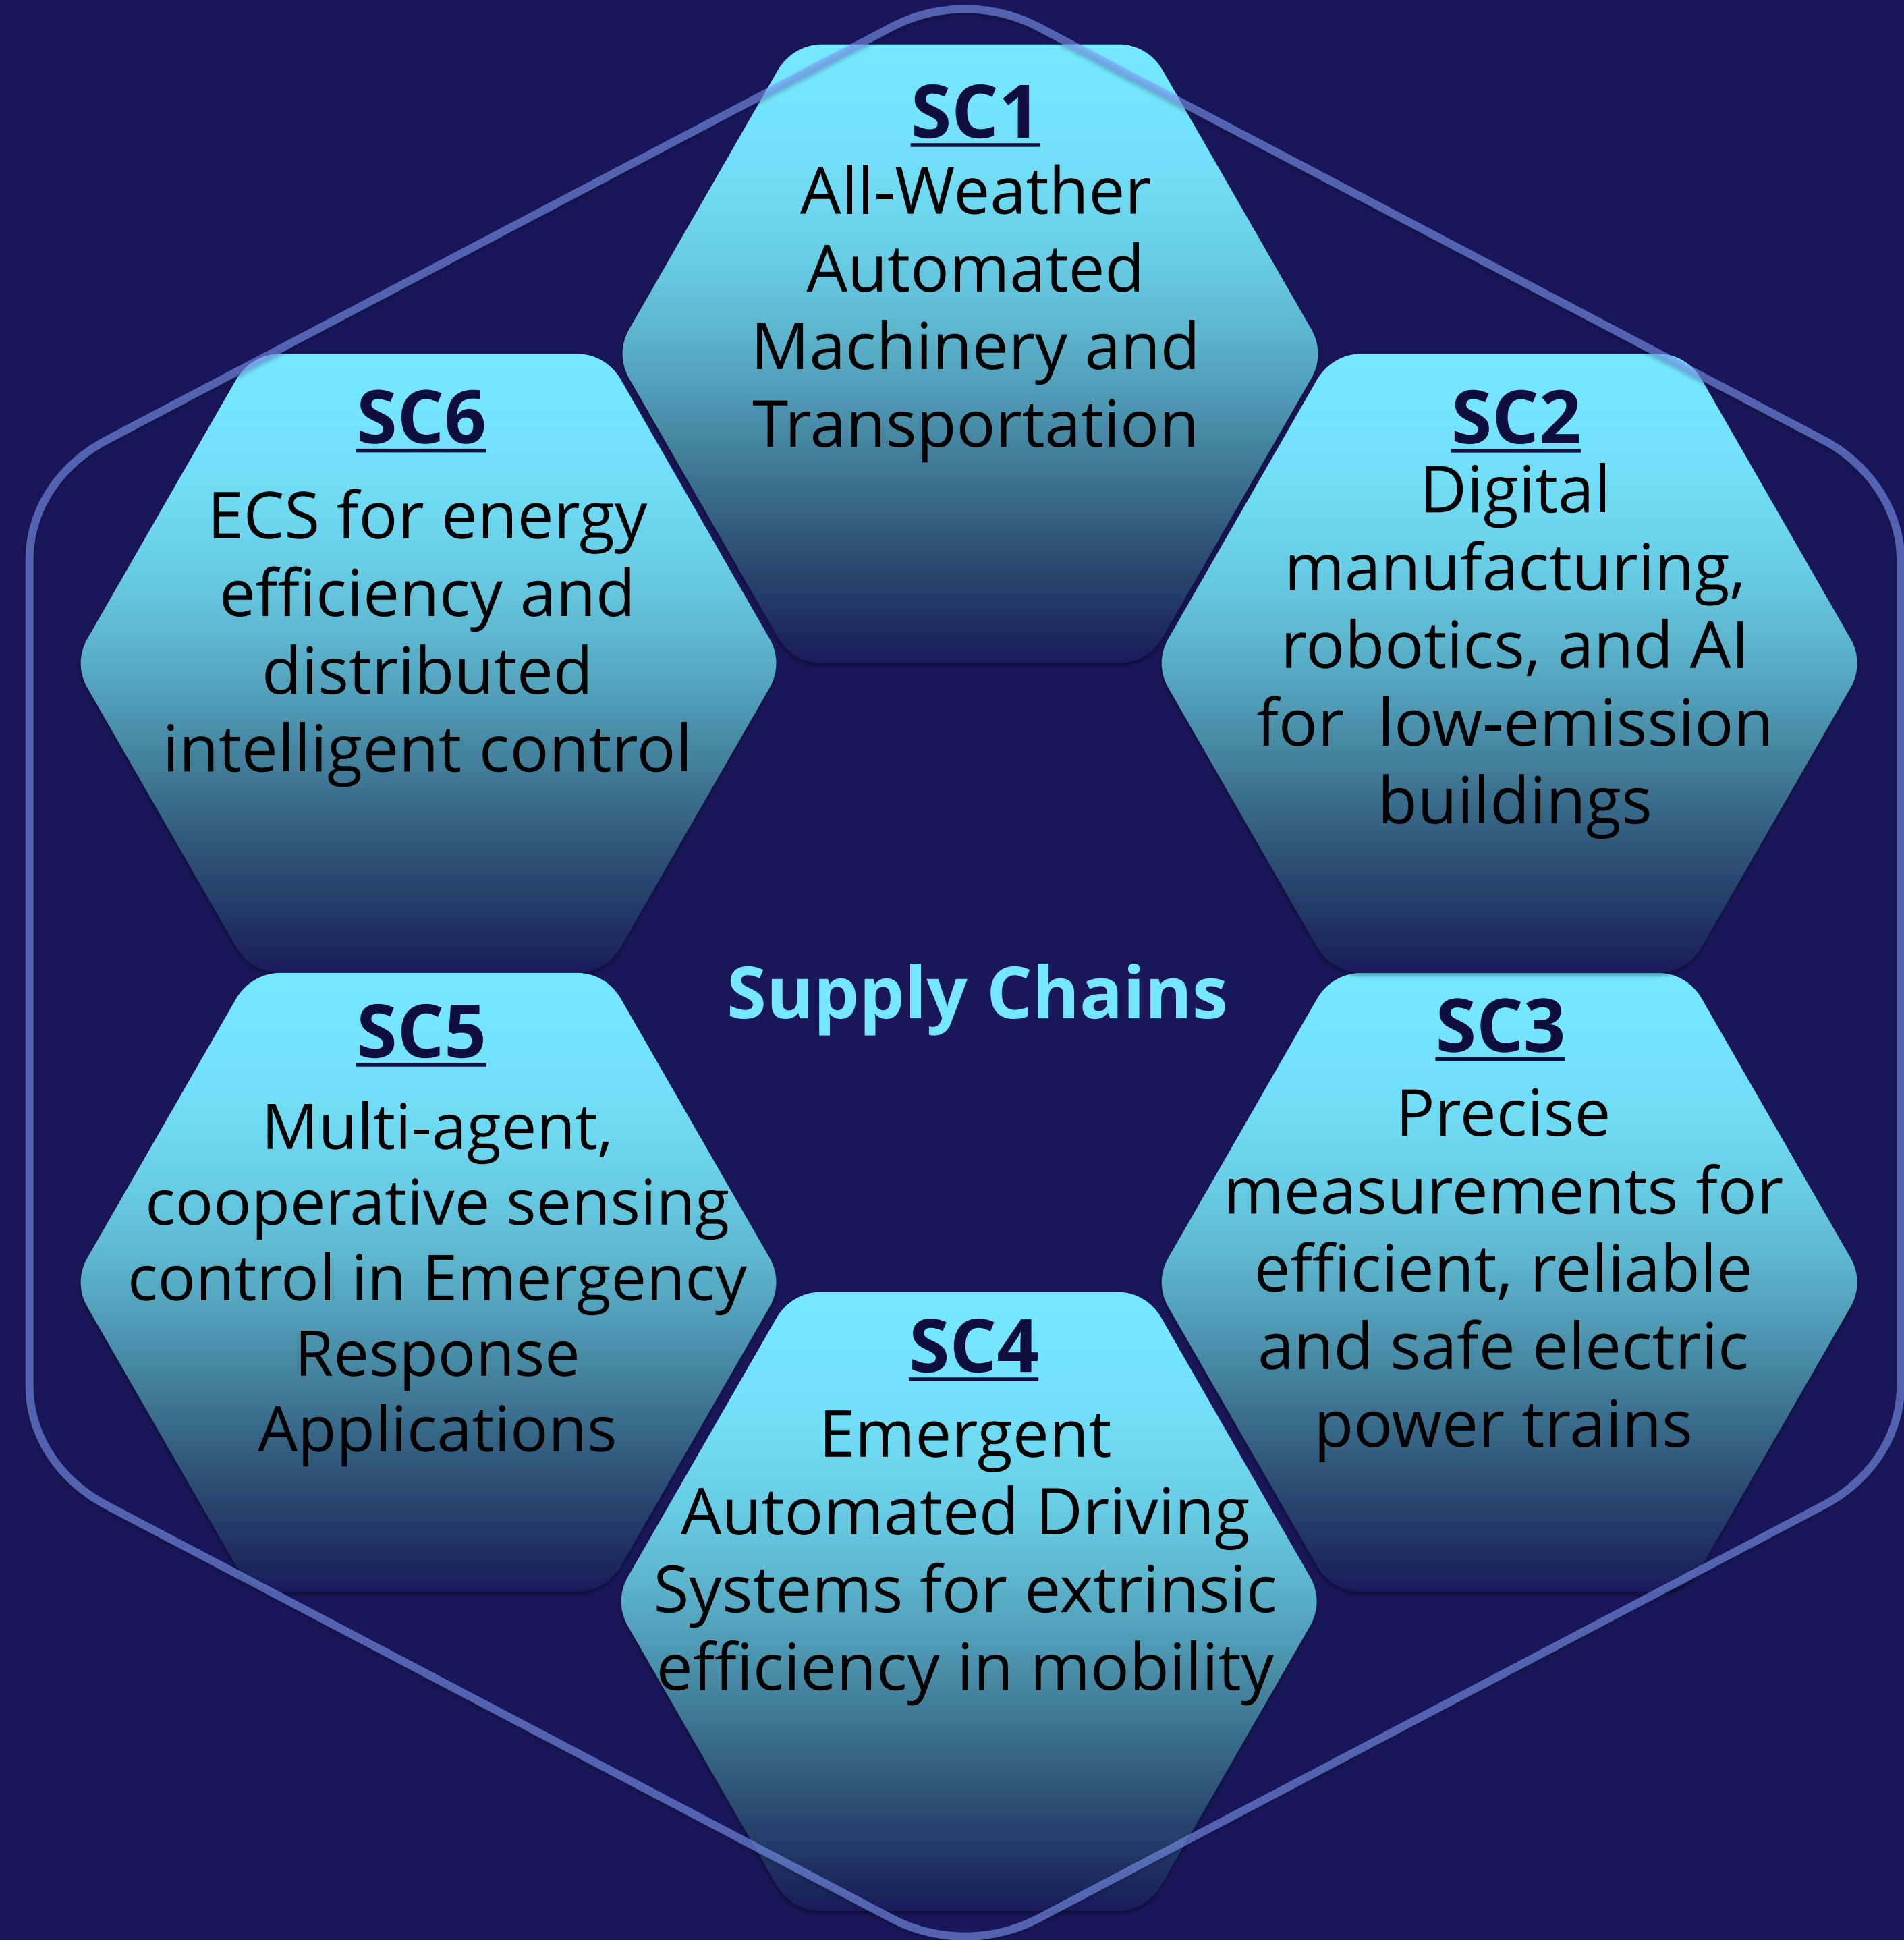 SC1
All-Weather
Automated
Machinery and
Transportation
SC2
Digital
manufacturing,
robotics, and AI
for low-emission
buildings
SC3
Precise
measurements for
efficient, reliable
and safe electric
power trains
SC4
Emergent
Automated Driving
Systems for extrinsic
efficiency in mobility
SC5
Multi-agent,
cooperative sensing
control in Emergency
Response
Applications
SC6
ECS for energy
efficiency and
distributed
intelligent control
Supply Chains